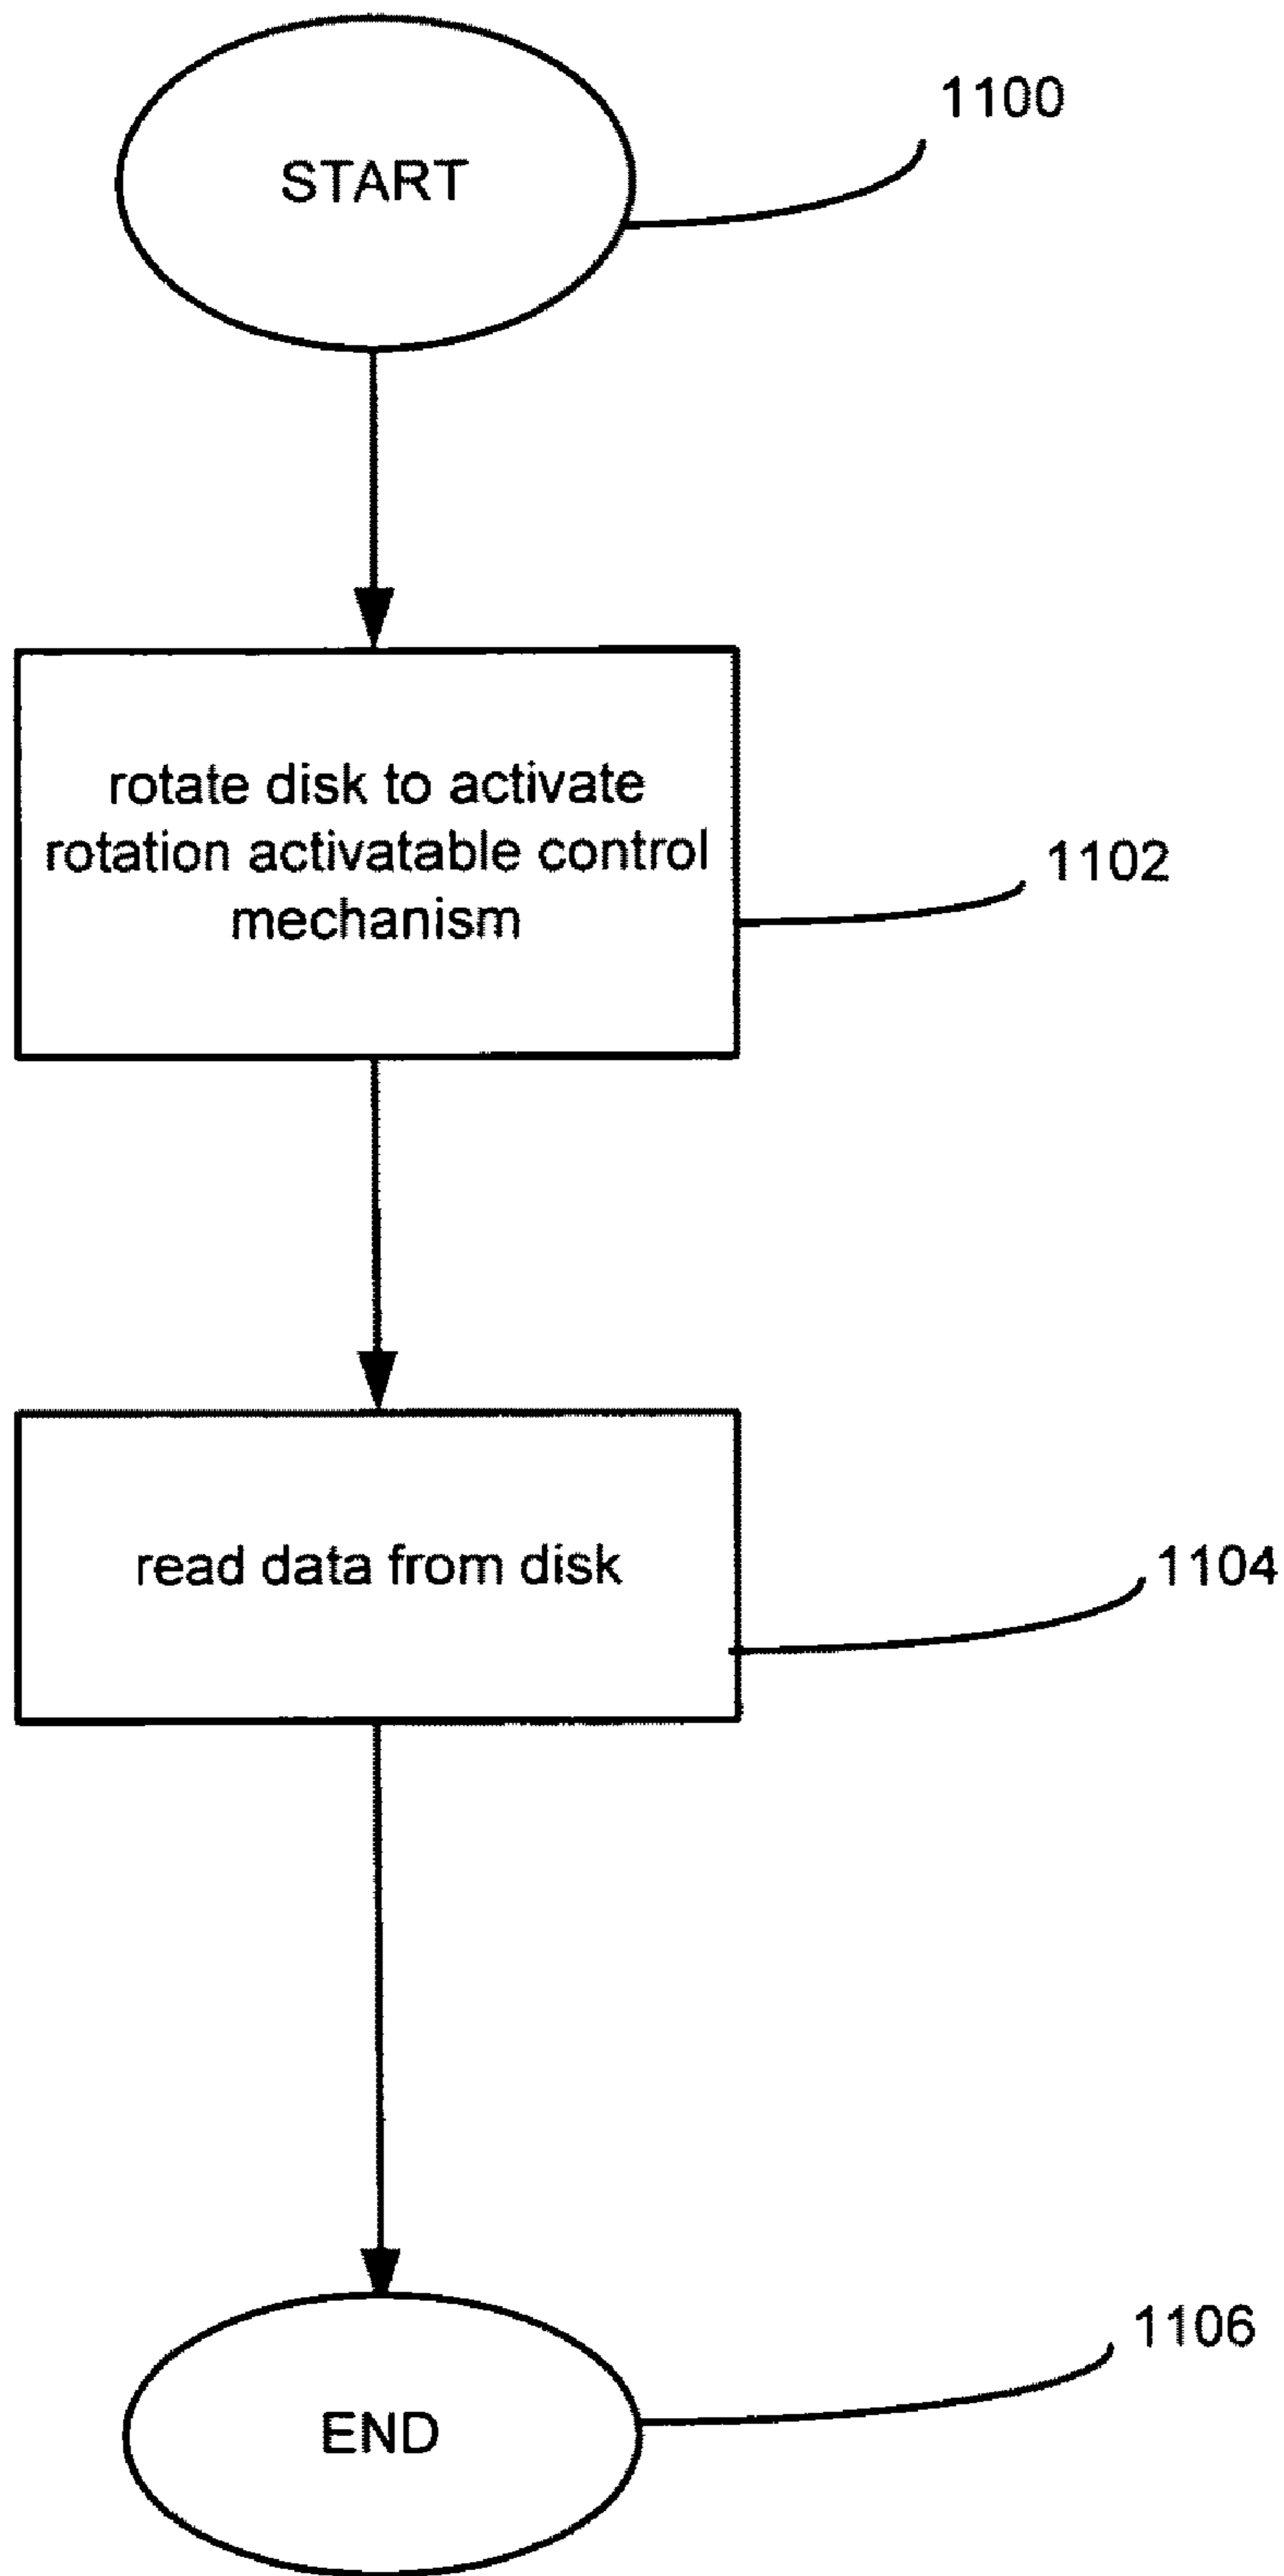 START
1100
rotate disk to activate
rotation activatable control
mechanism
1102
read data from disk
1104
END
1106